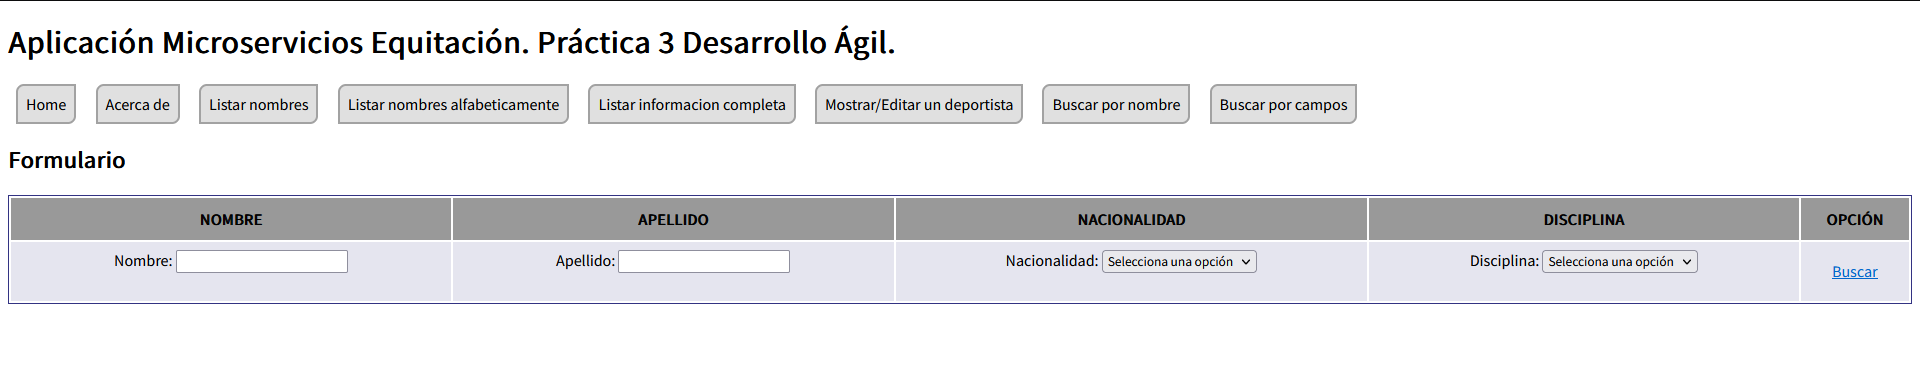 Aplicación Microservicios Equitación. Práctica 3 Desarrollo Ágil.
Home Acerca de Listar nombres Listar nombres alfabeticamente Listar informacion completa Mostrar/Editar un deportista Buscar por nombre Buscar por campos
Formulario
NOMBRE APELLIDO NACIONALIDAD DISCIPLINA OPCIÓN
Nombre: Apellido: Nacionalidad: Selecciona una opción Disciplina: Selecciona una opción Buscar